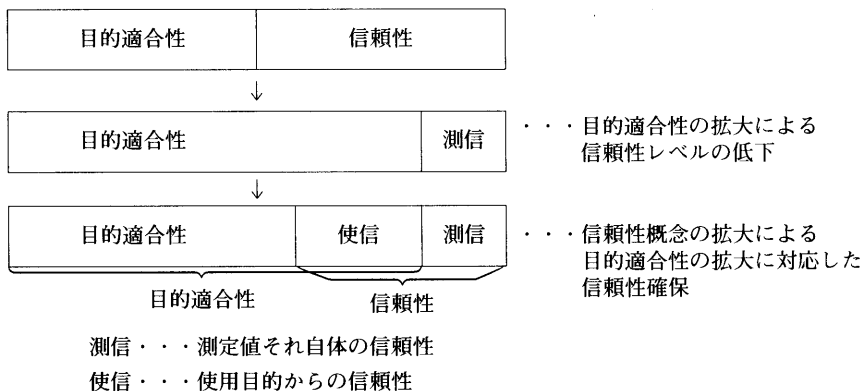 目的適合性 信頼性
↓
目的適合性 測信 ・・・目的適合性の拡大による
信頼性レベルの低下
↓
目的適合性 使信 測信 ・・・信頼性概念の拡大による
目的適合性の拡大に対応した
信頼性確保
目的適合性 信頼性
測信・・・測定値それ自体の信頼性
使信・・・使用目的からの信頼性